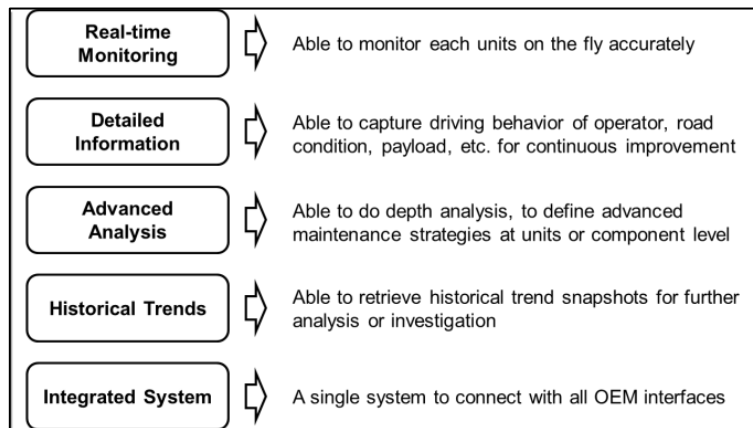 Real-time
Monitoring
Able to monitor each units on the fly accurately
Detailed
Information
Able to capture driving behavior of operator, road
condition, payload, etc. for continuous improvement
Advanced
Analysis
Able to do depth analysis, to define advanced
maintenance strategies at units or component level
Historical Trends
Able to retrieve historical trend snapshots for further
analysis or investigation
Integrated System
A single system to connect with all OEM interfaces